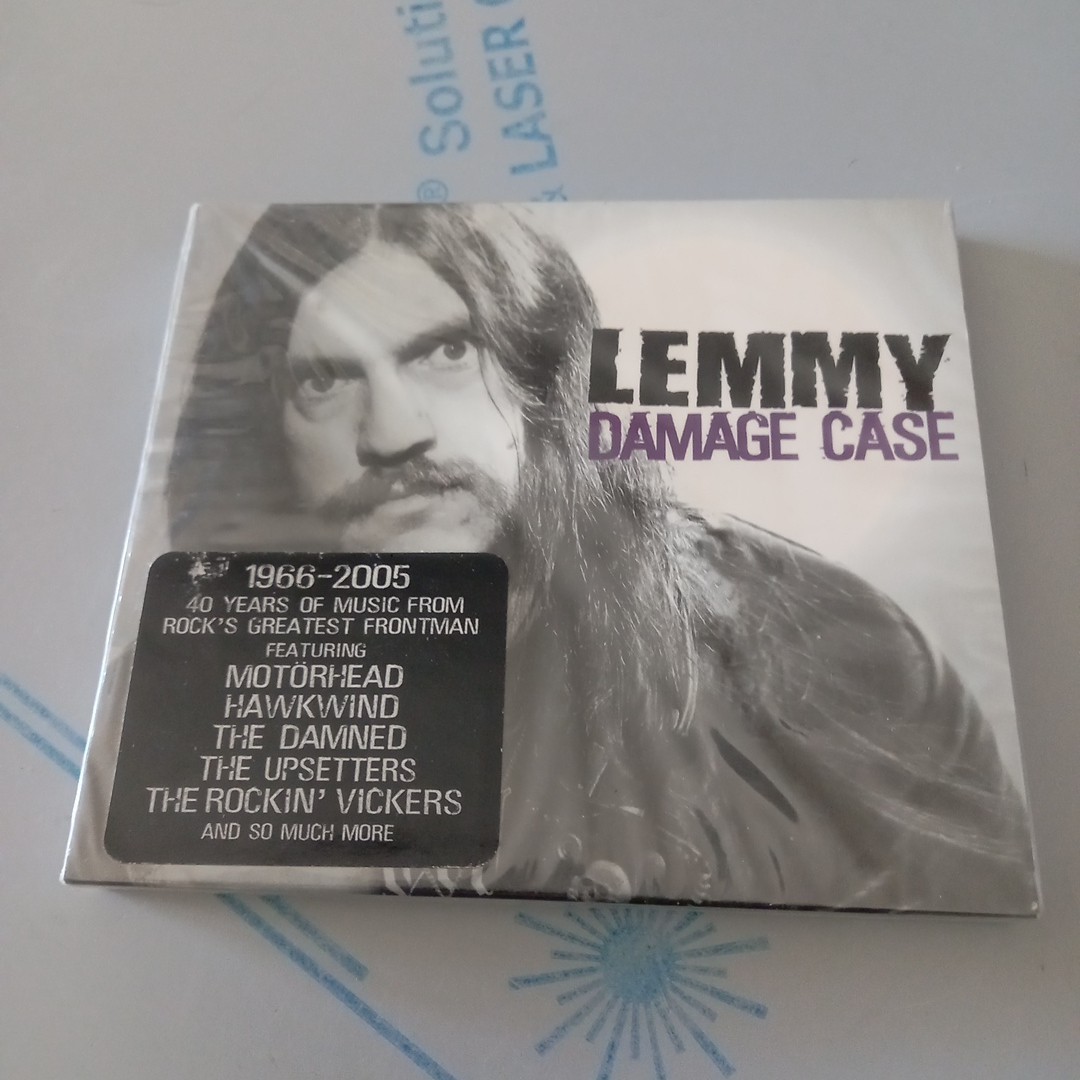 ® Soluti
& LASER
LEMMY
DAMAGE CASE
1966-2005
40 YEARS OF MUSIC FROM
ROCK'S GREATEST FRONTMAN
FEATURING
MOTÖRHEAD
HAWKWIND
THE DAMNED
THE UPSETTERS
THE ROCKIN' VICKERS
AND SO MUCH MORE